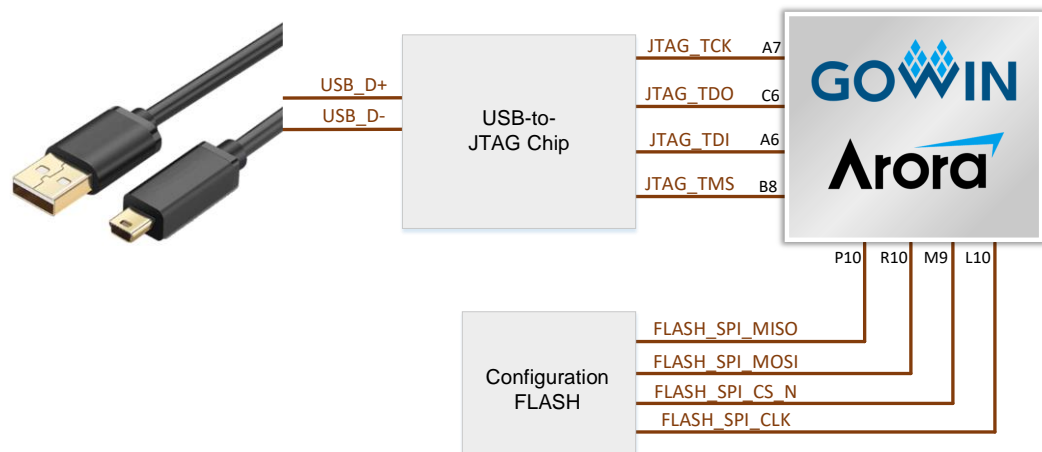 USB_D+
USB_D-
USB-to-
JTAG Chip
JTAG_TCK A7
JTAG_TDO C6
JTAG_TDI A6
JTAG_TMS B8
GOWIN
Arora
P10 R10 M9 L10
Configuration
FLASH
FLASH_SPI_MISO
FLASH_SPI_MOSI
FLASH_SPI_CS_N
FLASH_SPI_CLK